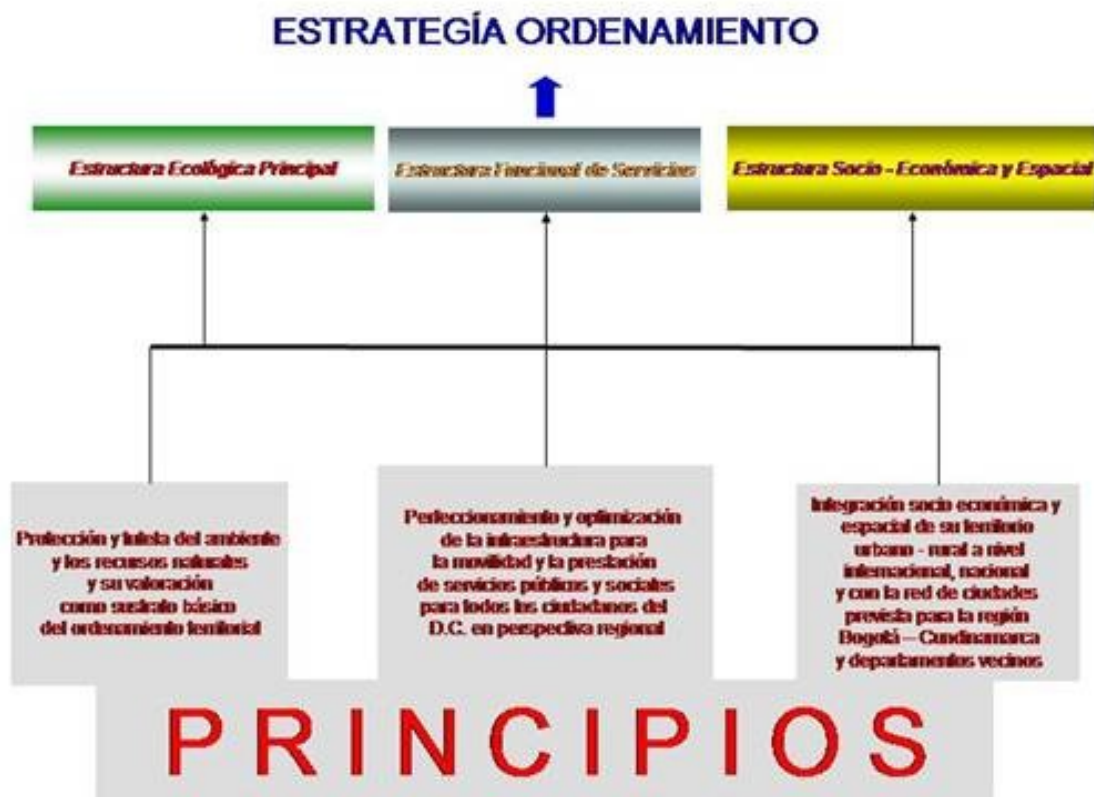 ESTRATEGÍA ORDENAMIENTO
Estructura Ecológica Principal
Estructura Funcional de Servicios
Estructura Socio - Económica y Espacial
Protección y tutela del ambiente
y los recursos naturales
y su valoración
como sustrato básico
del ordenamiento territorial
Perfeccionamiento y optimización
de la infraestructura para
la movilidad y la prestación
de servicios públicos y sociales
para todos los ciudadanos del
D.C. en perspectiva regional
Integración socio económica y
espacial de su territorio
urbano - rural a nivel
internacional, nacional
y con la red de ciudades
prevista para la región
Bogotá – Cundinamarca
y departamentos vecinos
PRINCIPIOS